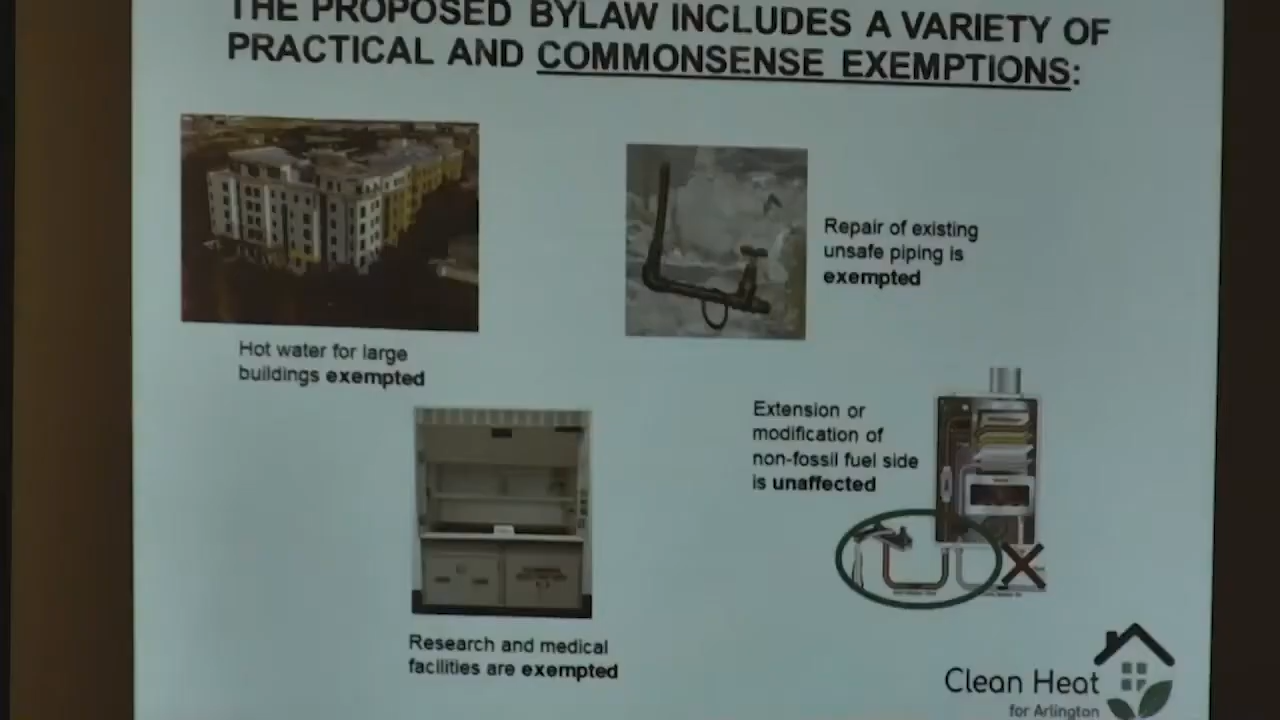 THE PROPOSED BYLAW INCLUDES A VARIETY OF
PRACTICAL AND COMMONSENSE EXEMPTIONS:
Repair of existing
unsafe piping is
exempted
Hot water for large
buildings exempted
Extension or
modification of
non-fossil fuel side
is unaffected
Research and medical
facilities are exempted
Clean Heat
for Arlington